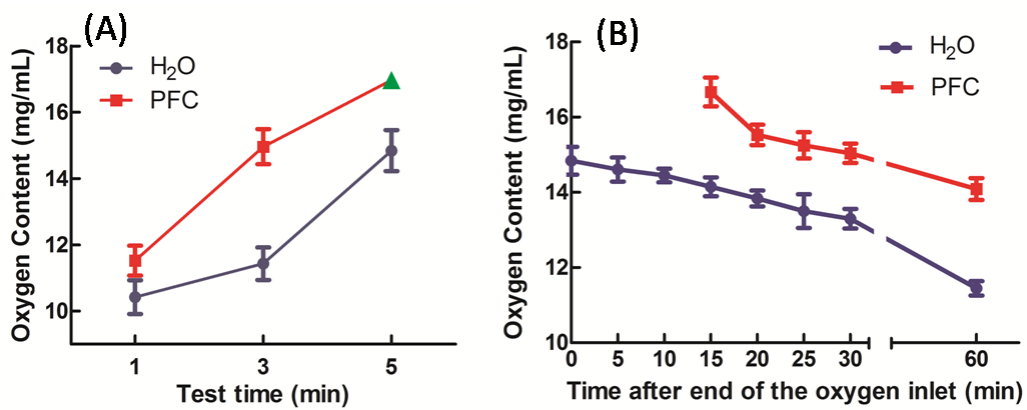 (A)
H₂O
PFC
Oxygen Content (mg/mL)
18
16
14
12
10
1 3 5
Test time (min)
(B)
H₂O
PFC
Oxygen Content (mg/mL)
18
16
14
12
10
0 5 10 15 20 25 30 60
Time after end of the oxygen inlet (min)